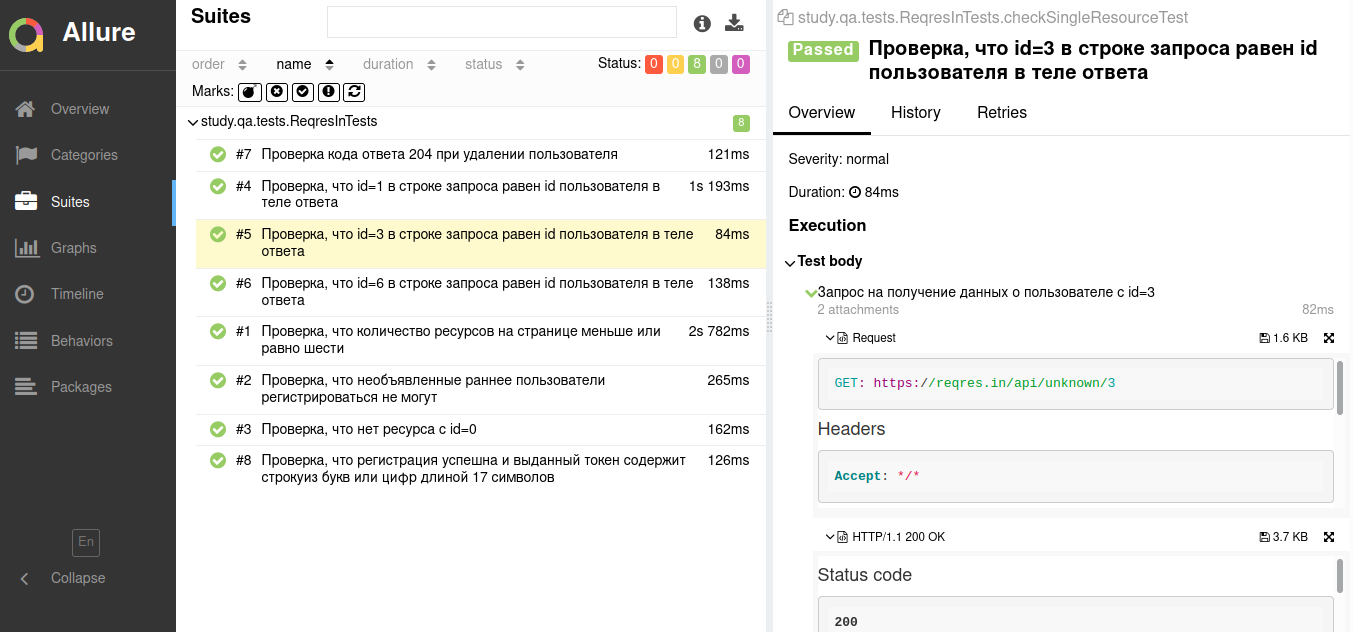 Allure
Overview
Categories
Suites
Graphs
Timeline
Behaviors
Packages
En
Collapse
Suites
order name duration status Status: 0 0 8 0 0
Marks:
study.qa.tests.ReqresInTests 8
#7 Проверка кода ответа 204 при удалении пользователя 121ms
#4 Проверка, что id=1 в строке запроса равен id пользователя в 1s 193ms
теле ответа
#5 Проверка, что id=3 в строке запроса равен id пользователя в теле 84ms
ответа
#6 Проверка, что id=6 в строке запроса равен id пользователя в теле 138ms
ответа
#1 Проверка, что количество ресурсов на странице меньше или 2s 782ms
равно шести
#2 Проверка, что необъявленные раннее пользователи 265ms
регистрироваться не могут
#3 Проверка, что нет ресурса с id=0 162ms
#8 Проверка, что регистрация успешна и выданный токен содержит 126ms
строкуиз букв или цифр длиной 17 символов
study.qa.tests.ReqresInTests.checkSingleResourceTest
Passed Проверка, что id=3 в строке запроса равен id
пользователя в теле ответа
Overview History Retries
Severity: normal
Duration: 84ms
Execution
Test body
Запрос на получение данных о пользователе с id=3
2 attachments 82ms
Request 1.6 KB
GET: https://reqres.in/api/unknown/3
Headers
Accept: */*
HTTP/1.1 200 OK 3.7 KB
Status code
200